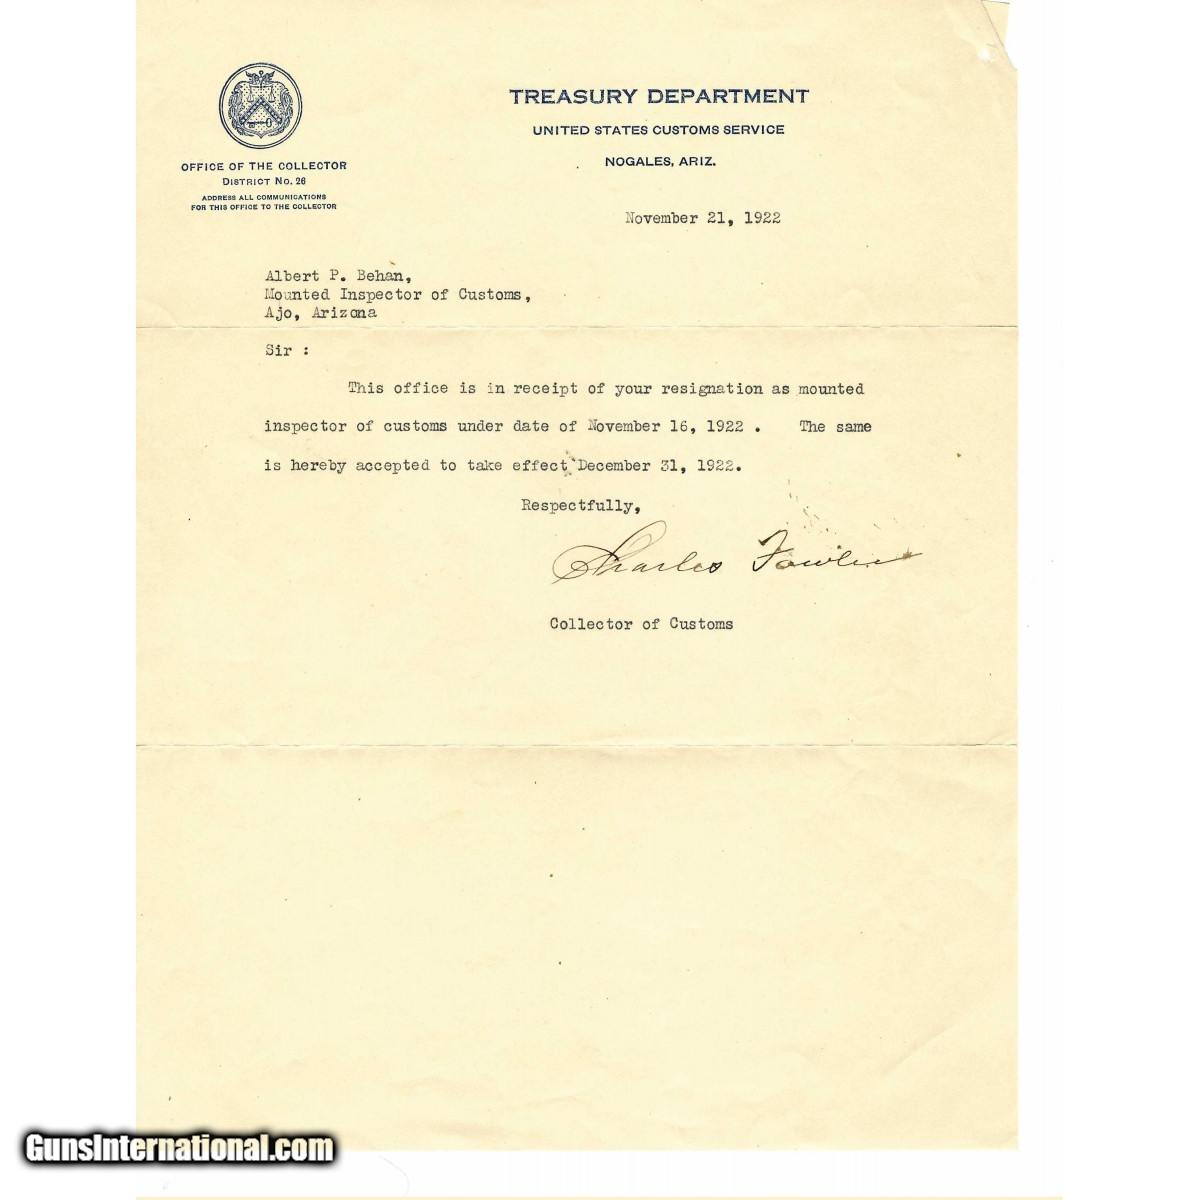 TREASURY DEPARTMENT
UNITED STATES CUSTOMS SERVICE
NOGALES, ARIZ.
OFFICE OF THE COLLECTOR
DISTRICT No. 26
ADDRESS ALL COMMUNICATIONS
FOR THIS OFFICE TO THE COLLECTOR
November 21, 1922
Albert P. Behan,
Mounted Inspector of Customs,
Ajo, Arizona
Sir :
This office is in receipt of your resignation as mounted
inspector of customs under date of November 16, 1922 . The same
is hereby accepted to take effect December 31, 1922.
Respectfully,
Charles Fowler
Collector of Customs
GunsInternational.com